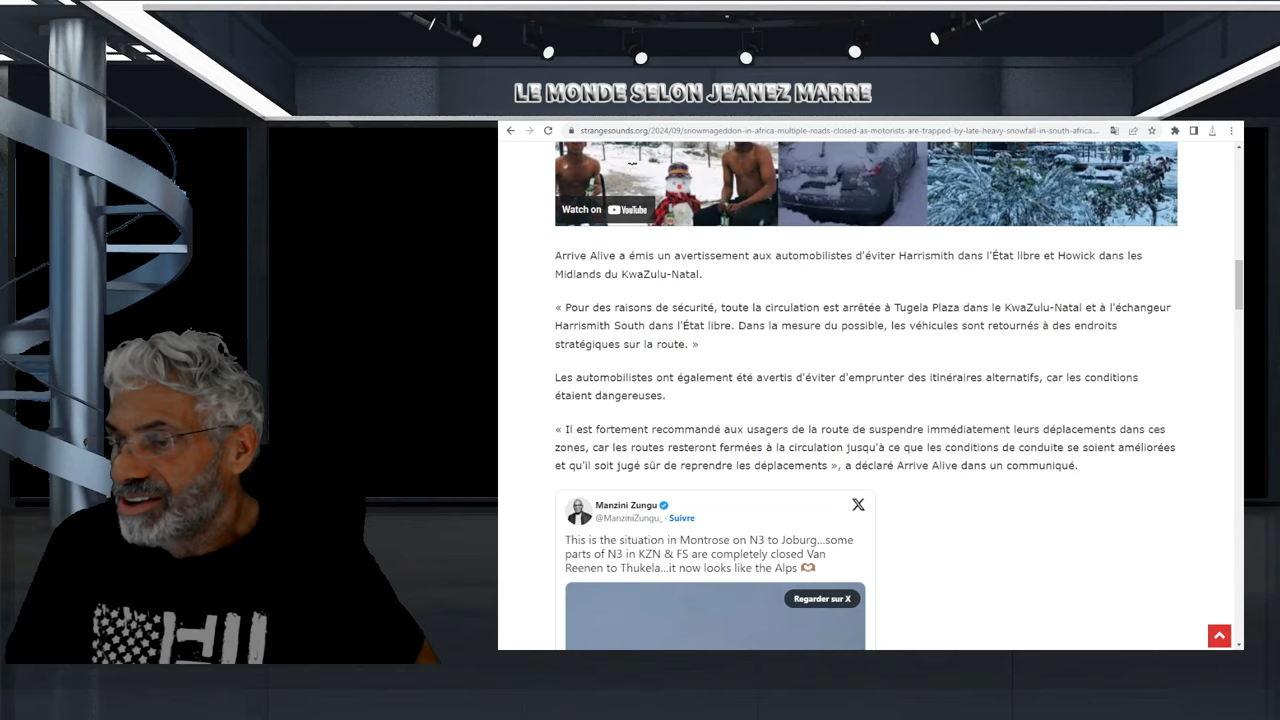 LE MONDE SELON JEANEZ MARRE
strangesounds.org/2024/09/snowmageddon-in-africa-multiple-roads-closed-as-motorists-are-trapped-by-late-heavy-snowfall-in-south-africa...
Watch on YouTube
Arrive Alive a émis un avertissement aux automobilistes d'éviter Harrismith dans l'État libre et Howick dans les
Midlands du KwaZulu-Natal.
« Pour des raisons de sécurité, toute la circulation est arrêtée à Tugela Plaza dans le KwaZulu-Natal et à l'échangeur
Harrismith South dans l'État libre. Dans la mesure du possible, les véhicules sont retournés à des endroits
stratégiques sur la route. »
Les automobilistes ont également été avertis d'éviter d'emprunter des itinéraires alternatifs, car les conditions
étaient dangereuses.
« Il est fortement recommandé aux usagers de la route de suspendre immédiatement leurs déplacements dans ces
zones, car les routes resteront fermées à la circulation jusqu'à ce que les conditions de conduite se soient améliorées
et qu'il soit jugé sûr de reprendre les déplacements », a déclaré Arrive Alive dans un communiqué.
Manzini Zungu
@ManziniZungu_ · Suivre
This is the situation in Montrose on N3 to Joburg...some
parts of N3 in KZN & FS are completely closed Van
Reenen to Thukela...it now looks like the Alps 🫶🏽
Regarder sur X